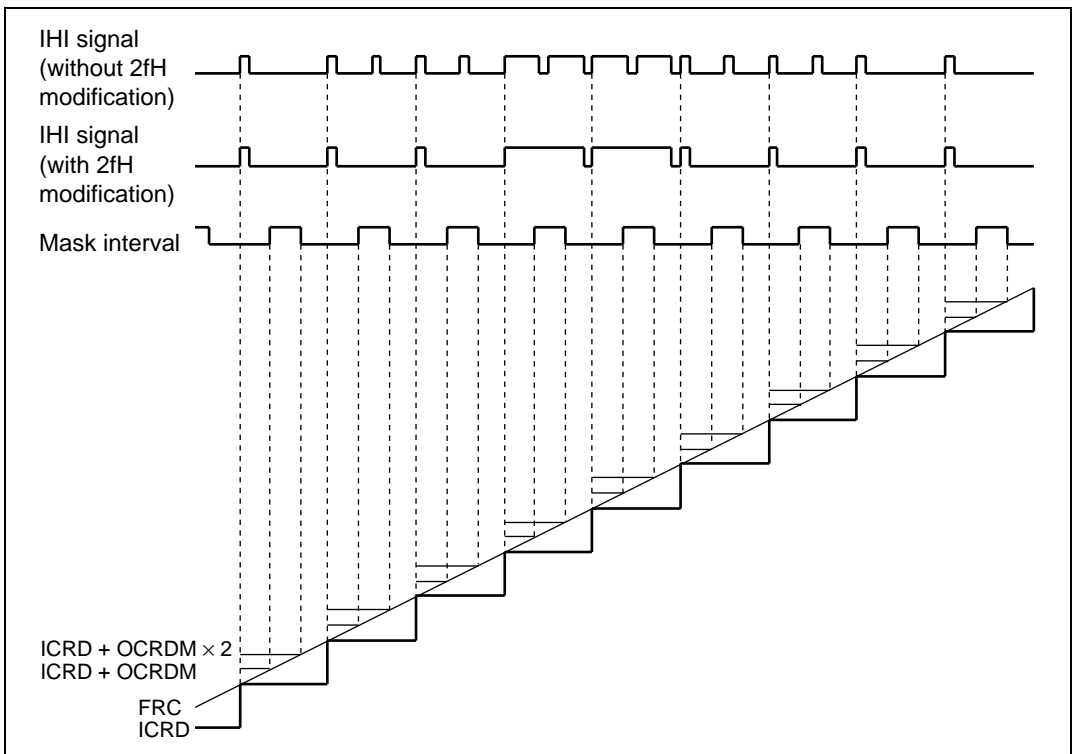 IHI signal
(without 2fH
modification)
IHI signal
(with 2fH
modification)
Mask interval
ICRD + OCRDM × 2
ICRD + OCRDM
FRC
ICRD